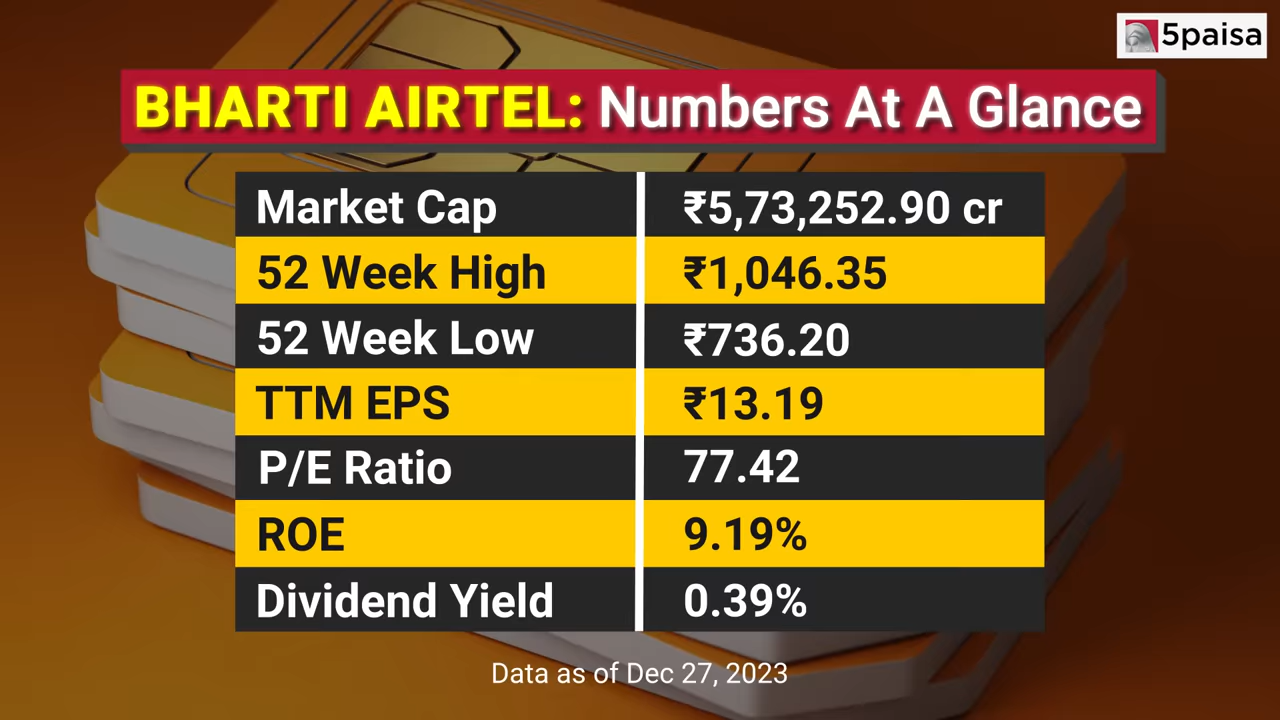 5paisa
BHARTI AIRTEL: Numbers At A Glance
Market Cap ₹5,73,252.90 cr
52 Week High ₹1,046.35
52 Week Low ₹736.20
TTM EPS ₹13.19
P/E Ratio 77.42
ROE 9.19%
Dividend Yield 0.39%
Data as of Dec 27, 2023